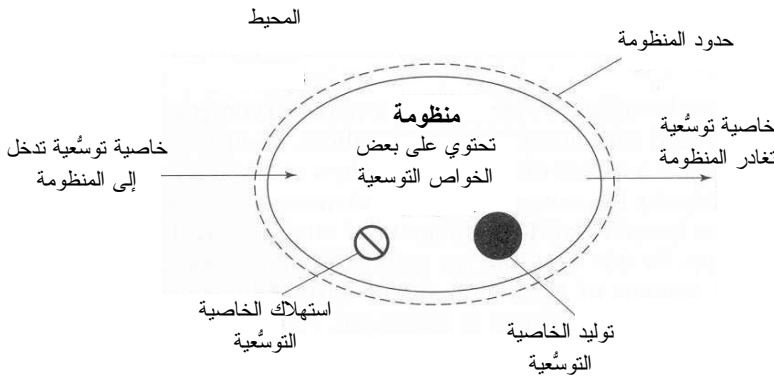 المحيط
حدود المنظومة
خاصية توسُّعية
تغادر المنظومة
منظومة
تحتوي على بعض
الخواص التوسعية
خاصية توسُّعية تدخل
إلى المنظومة
استهلاك الخاصية
التوسُّعية
توليد الخاصية
التوسُّعية